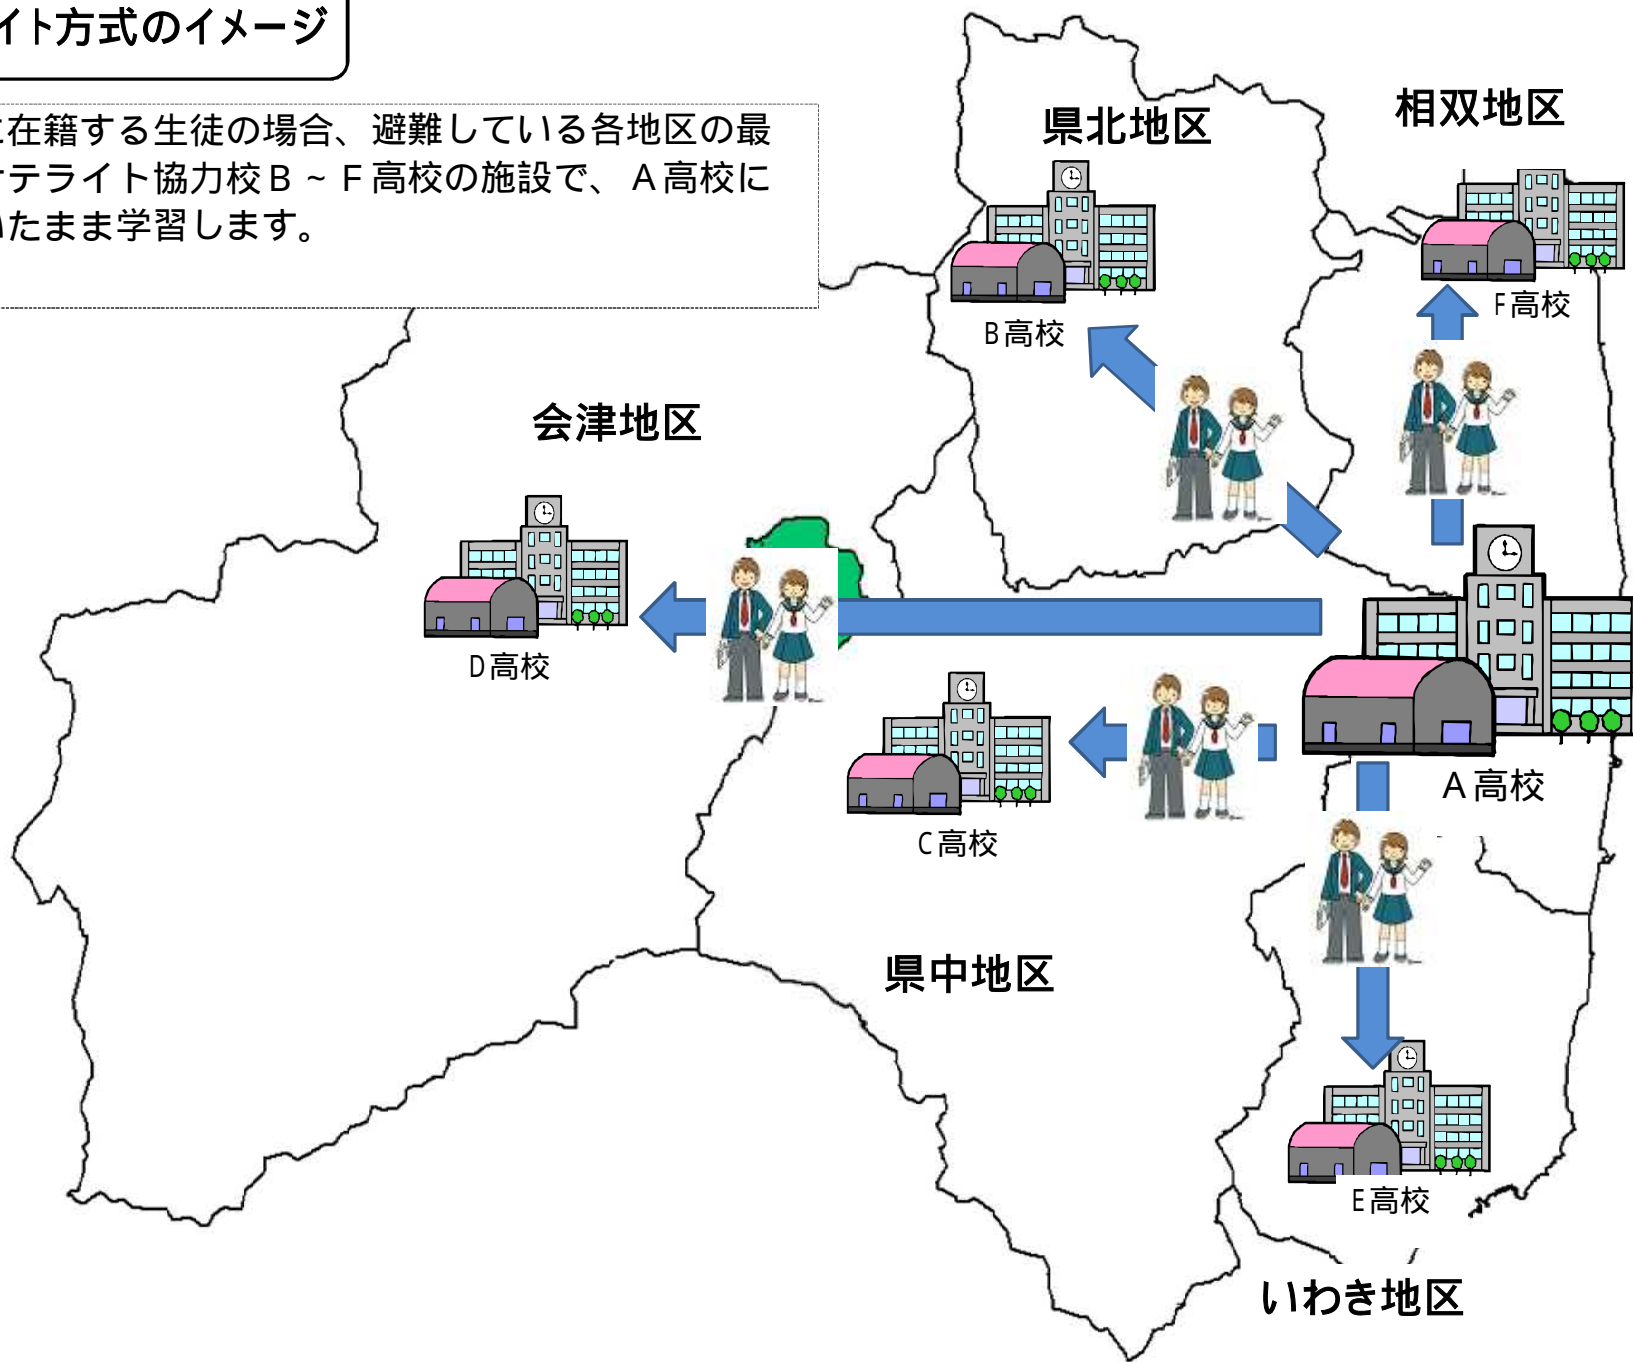 イト方式のイメージ
に在籍する生徒の場合、避難している各地区の最
サテライト協力校B~F高校の施設で、A高校に
いたまま学習します。
県北地区
相双地区
B高校
F高校
会津地区
D高校
C高校
A高校
県中地区
E高校
いわき地区